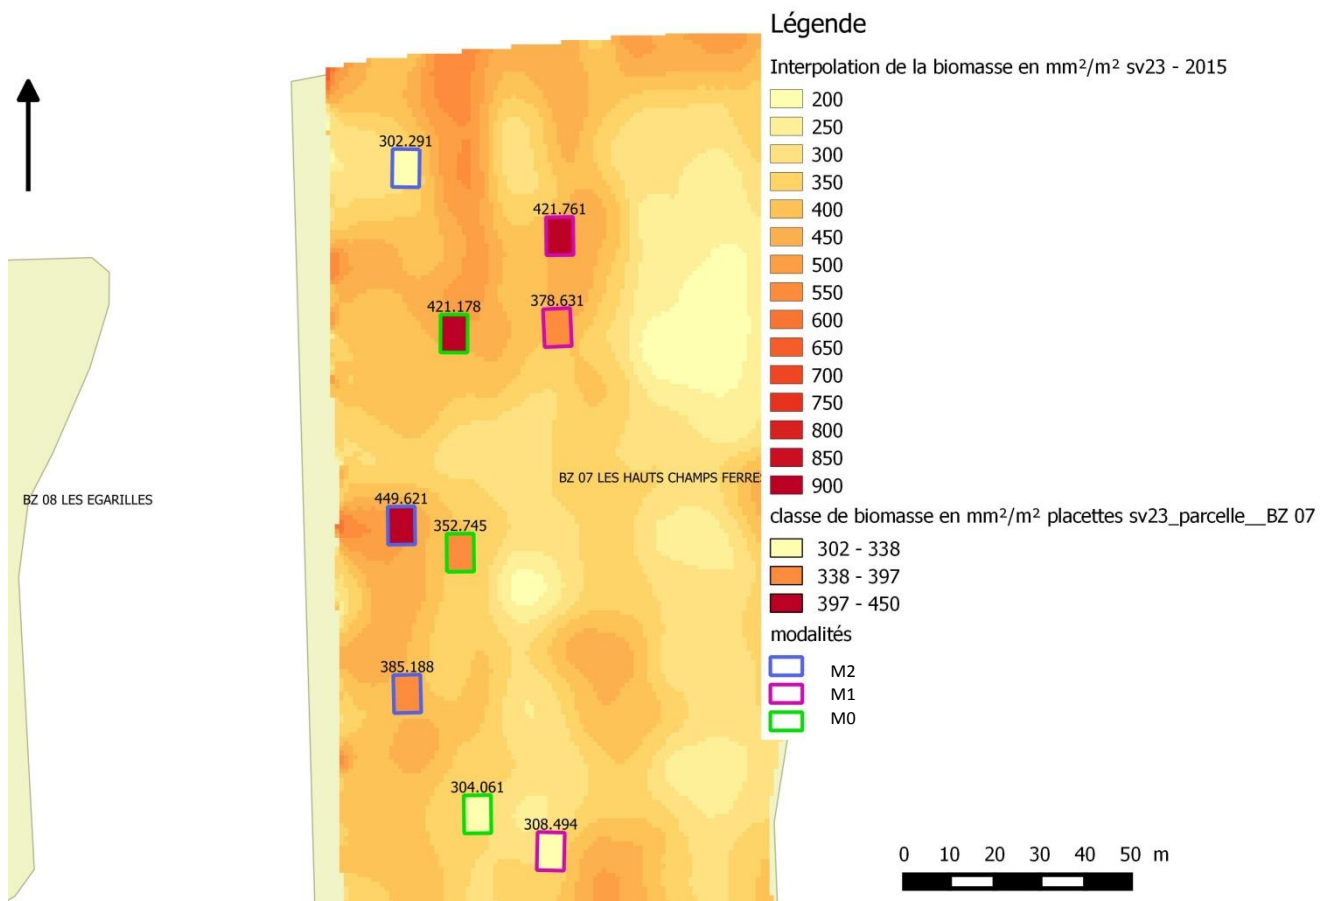 Légende
Interpolation de la biomasse en mm²/m² sv23 - 2015
200
250
300
350
400
450
500
550
600
650
700
750
800
850
900
classe de biomasse en mm²/m² placettes sv23_parcelle__BZ 07
302 - 338
338 - 397
397 - 450
modalités
M2
M1
M0
302.291
421.761
421.178
378.631
BZ 07 LES HAUTS CHAMPS FERRES
BZ 08 LES EGARILLES
449.621
352.745
385.188
304.061
308.494
0 10 20 30 40 50 m